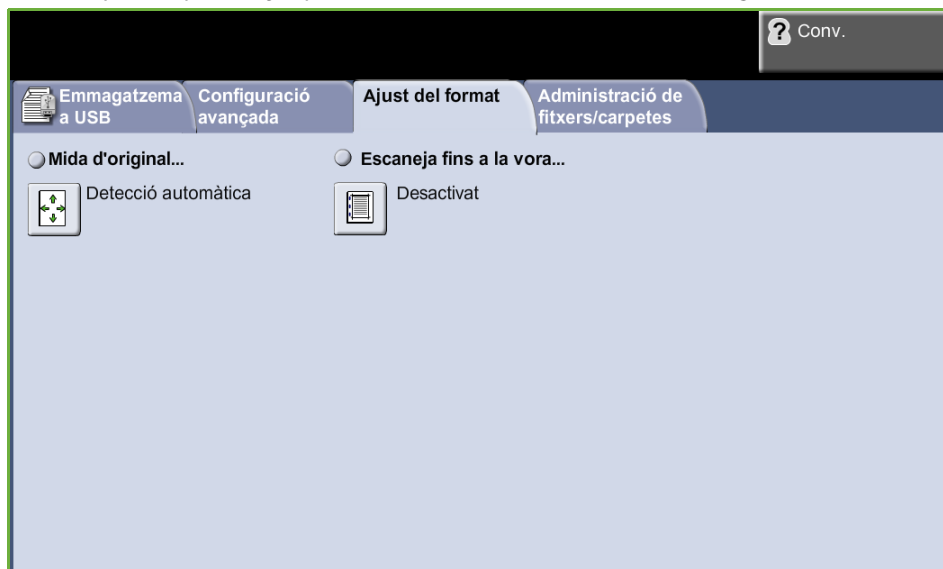 ? Conv.
Emmagatzema a USB
Configuració avançada
Ajust del format
Administració de fitxers/carpetes
Mida d'original...
Escaneja fins a la vora...
Detecció automàtica
Desactivat